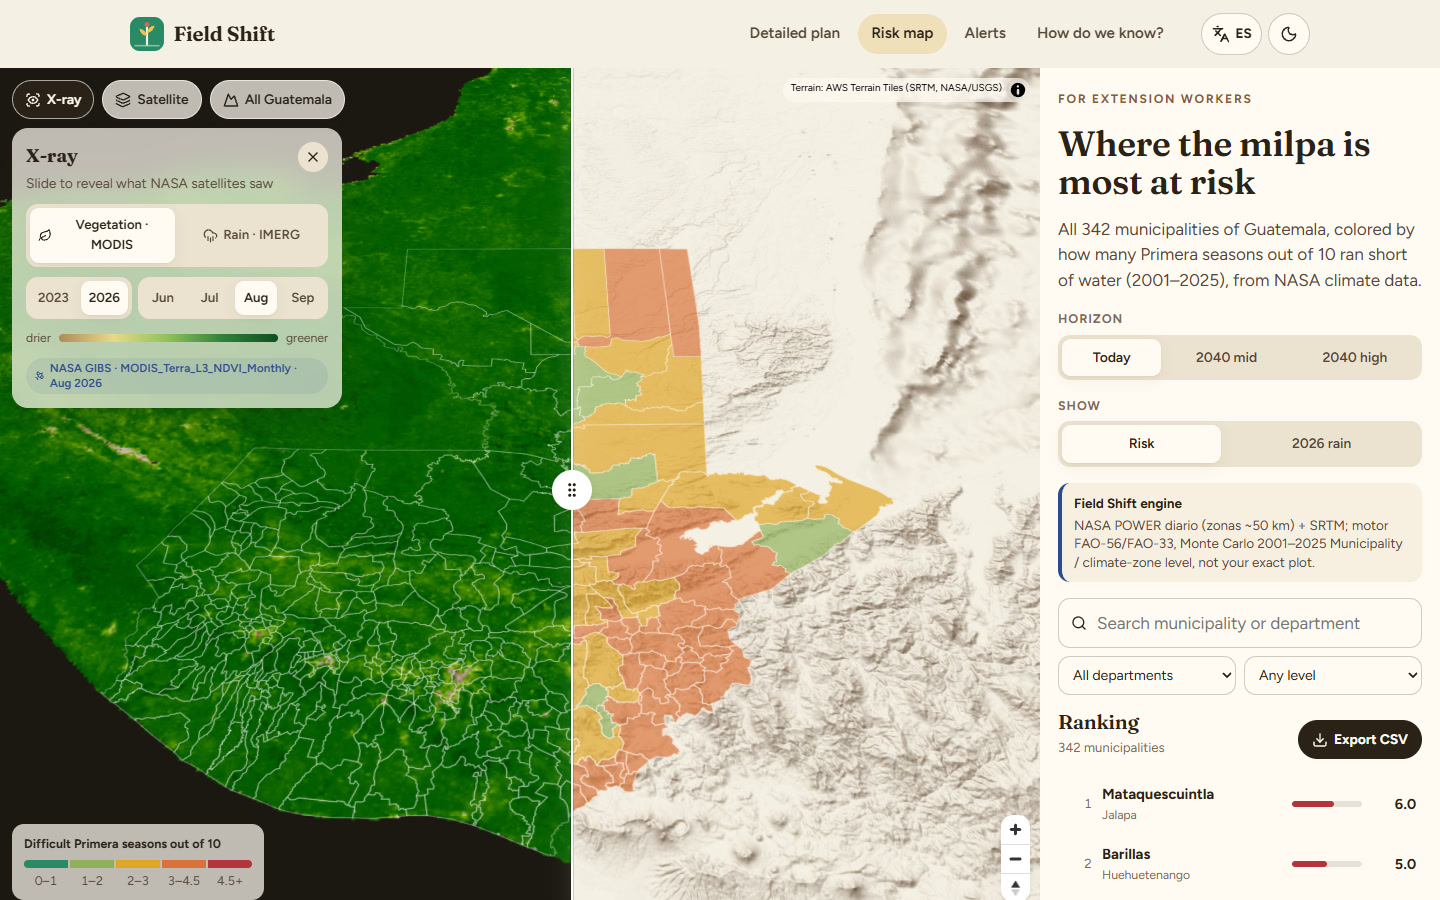 Field Shift
Detailed plan
Risk map
Alerts
How do we know?
ES
X-ray
Satellite
All Guatemala
X-ray
Slide to reveal what NASA satellites saw
Vegetation ·
MODIS
Rain · IMERG
2023
2026
Jun
Jul
Aug
Sep
drier
greener
NASA GIBS · MODIS_Terra_L3_NDVI_Monthly ·
Aug 2026
Difficult Primera seasons out of 10
0–1
1–2
2–3
3–4.5
4.5+
Terrain: AWS Terrain Tiles (SRTM, NASA/USGS)
FOR EXTENSION WORKERS
Where the milpa is
most at risk
All 342 municipalities of Guatemala, colored by
how many Primera seasons out of 10 ran short
of water (2001–2025), from NASA climate data.
HORIZON
Today
2040 mid
2040 high
SHOW
Risk
2026 rain
Field Shift engine
NASA POWER diario (zonas ~50 km) + SRTM; motor
FAO-56/FAO-33, Monte Carlo 2001–2025 Municipality
/ climate-zone level, not your exact plot.
Search municipality or department
All departments
Any level
Ranking
342 municipalities
Export CSV
1
Mataquescuintla
Jalapa
6.0
2
Barillas
Huehuetenango
5.0